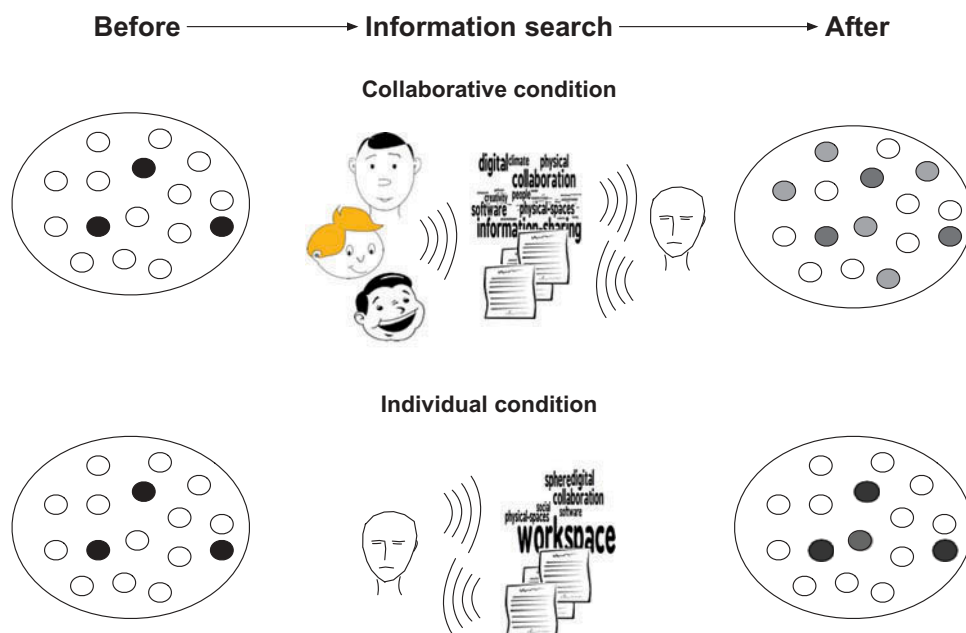 Before Information search After
Collaborative condition
digital climate physical
collaboration
creativity people
software physical-spaces
information-sharing
Individual condition
spheredigital
collaboration
social
physical-spaces software
workspace